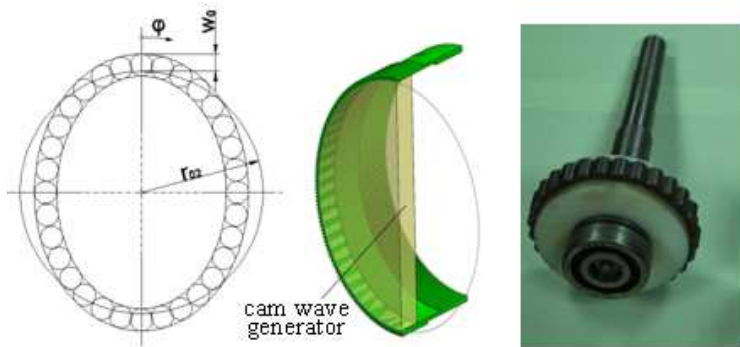 φ
W₀
r₀₂
cam wave
generator